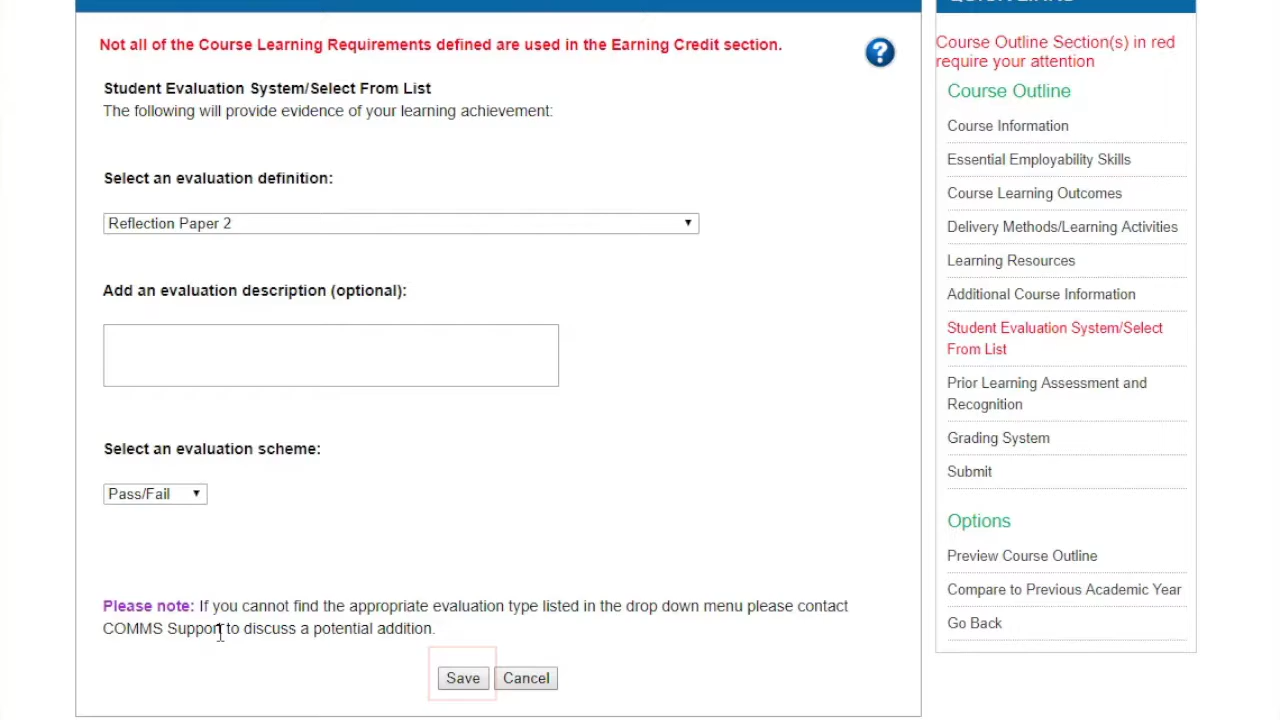 Not all of the Course Learning Requirements defined are used in the Earning Credit section.
?
Student Evaluation System/Select From List
The following will provide evidence of your learning achievement:
Select an evaluation definition:
Reflection Paper 2
Add an evaluation description (optional):
Select an evaluation scheme:
Pass/Fail
Please note: If you cannot find the appropriate evaluation type listed in the drop down menu please contact
COMMS Support to discuss a potential addition.
Save
Cancel
Course Outline Section(s) in red
require your attention
Course Outline
Course Information
Essential Employability Skills
Course Learning Outcomes
Delivery Methods/Learning Activities
Learning Resources
Additional Course Information
Student Evaluation System/Select
From List
Prior Learning Assessment and
Recognition
Grading System
Submit
Options
Preview Course Outline
Compare to Previous Academic Year
Go Back